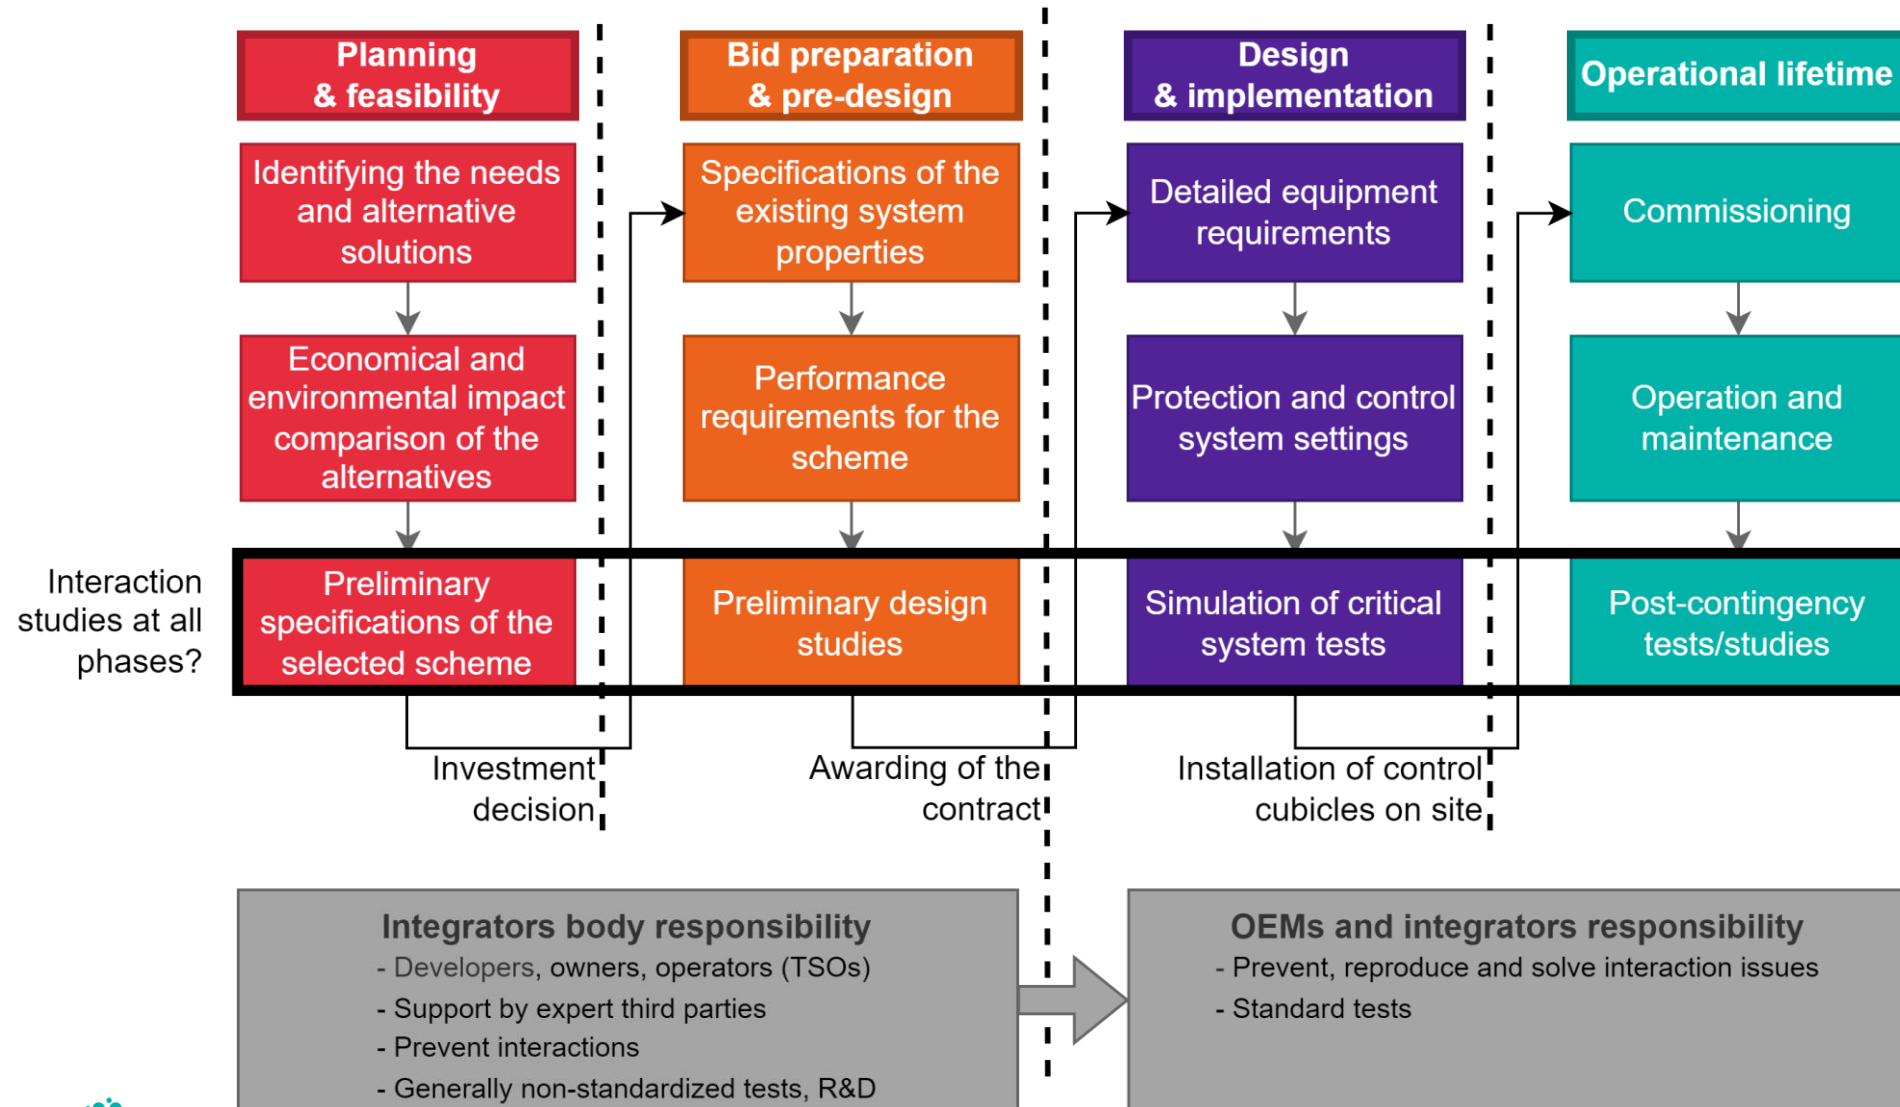 Planning
& feasibility
Identifying the needs
and alternative
solutions
Economical and
environmental impact
comparison of the
alternatives
Preliminary
specifications of the
selected scheme
Bid preparation
& pre-design
Specifications of the
existing system
properties
Performance
requirements for the
scheme
Preliminary design
studies
Design
& implementation
Detailed equipment
requirements
Protection and control
system settings
Simulation of critical
system tests
Operational lifetime
Commissioning
Operation and
maintenance
Post-contingency
tests/studies
Interaction
studies at all
phases?
Investment
decision
Awarding of the
contract
Installation of control
cubicles on site
Integrators body responsibility
- Developers, owners, operators (TSOs)
- Support by expert third parties
- Prevent interactions
- Generally non-standardized tests, R&D
OEMs and integrators responsibility
- Prevent, reproduce and solve interaction issues
- Standard tests